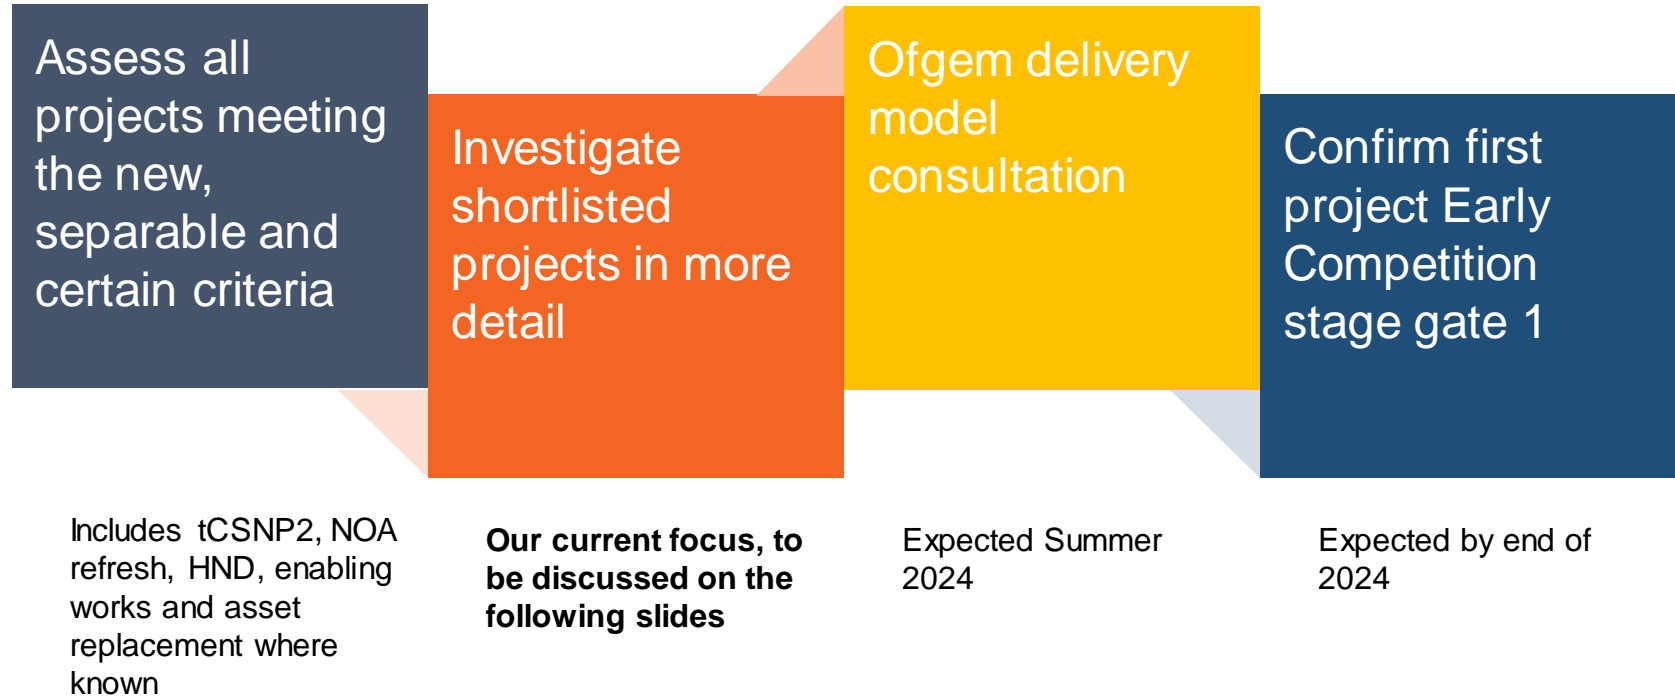 Assess all
projects meeting
the new,
separable and
certain criteria
Investigate
shortlisted
projects in more
detail
Ofgem delivery
model
consultation
Confirm first
project Early
Competition
stage gate 1
Includes tCSNP2, NOA
refresh, HND, enabling
works and asset
replacement where
known
Our current focus, to
be discussed on the
following slides
Expected Summer
2024
Expected by end of
2024